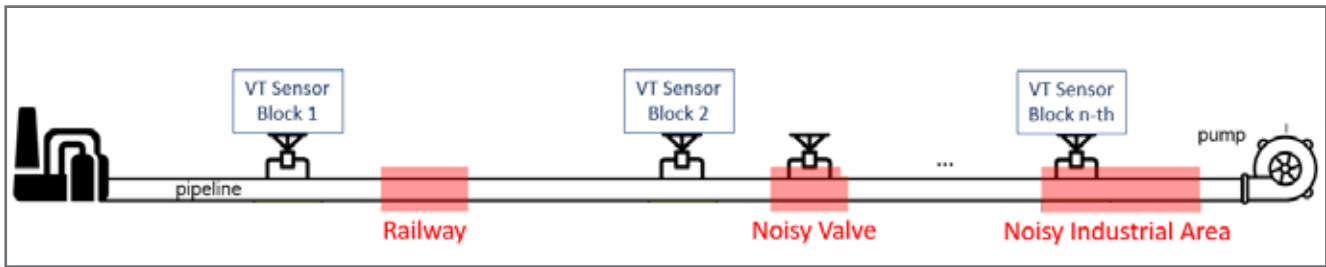 VT Sensor
Block 1
VT Sensor
Block 2
VT Sensor
Block n-th
pump
...
pipeline
Railway
Noisy Valve
Noisy Industrial Area